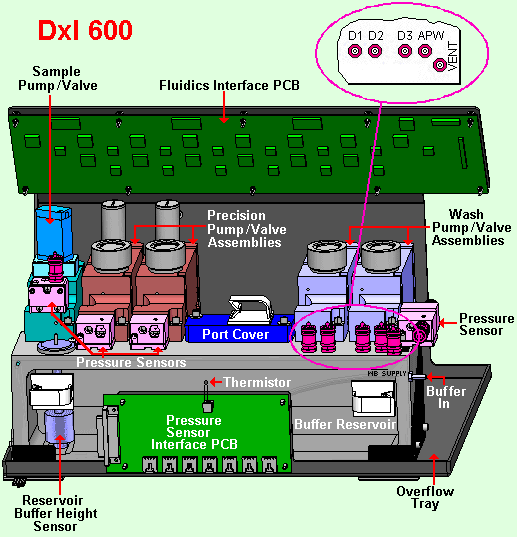 DxI 600
D1 D2 D3 APW
VENT
Sample
Pump/Valve
Fluidics Interface PCB
Precision
Pump/Valve
Assemblies
Wash
Pump/Valve
Assemblies
Port Cover
Pressure
Sensor
Pressure Sensors
WB SUPPLY
Thermistor
Buffer
In
Pressure
Sensor
Interface PCB
Buffer Reservoir
Reservoir
Buffer Height
Sensor
Overflow
Tray